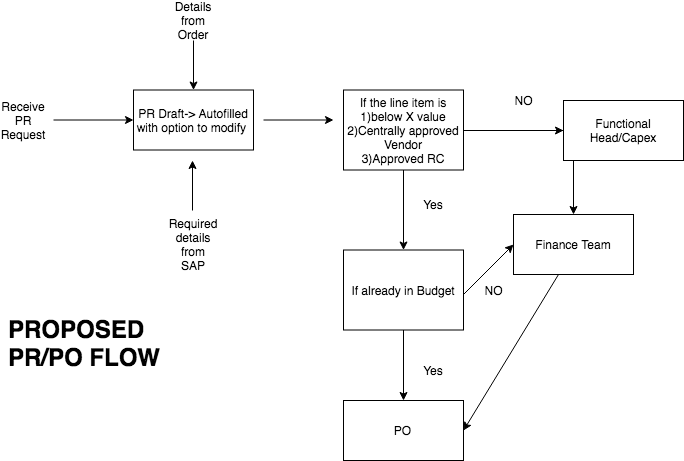 Details
from
Order
Receive
PR
Request
PR Draft-> Autofilled
with option to modify
If the line item is
1)below X value
2)Centrally approved
Vendor
3)Approved RC
NO
Functional
Head/Capex
Required
details
from
SAP
Yes
Finance Team
If already in Budget
NO
PROPOSED
PR/PO FLOW
Yes
PO